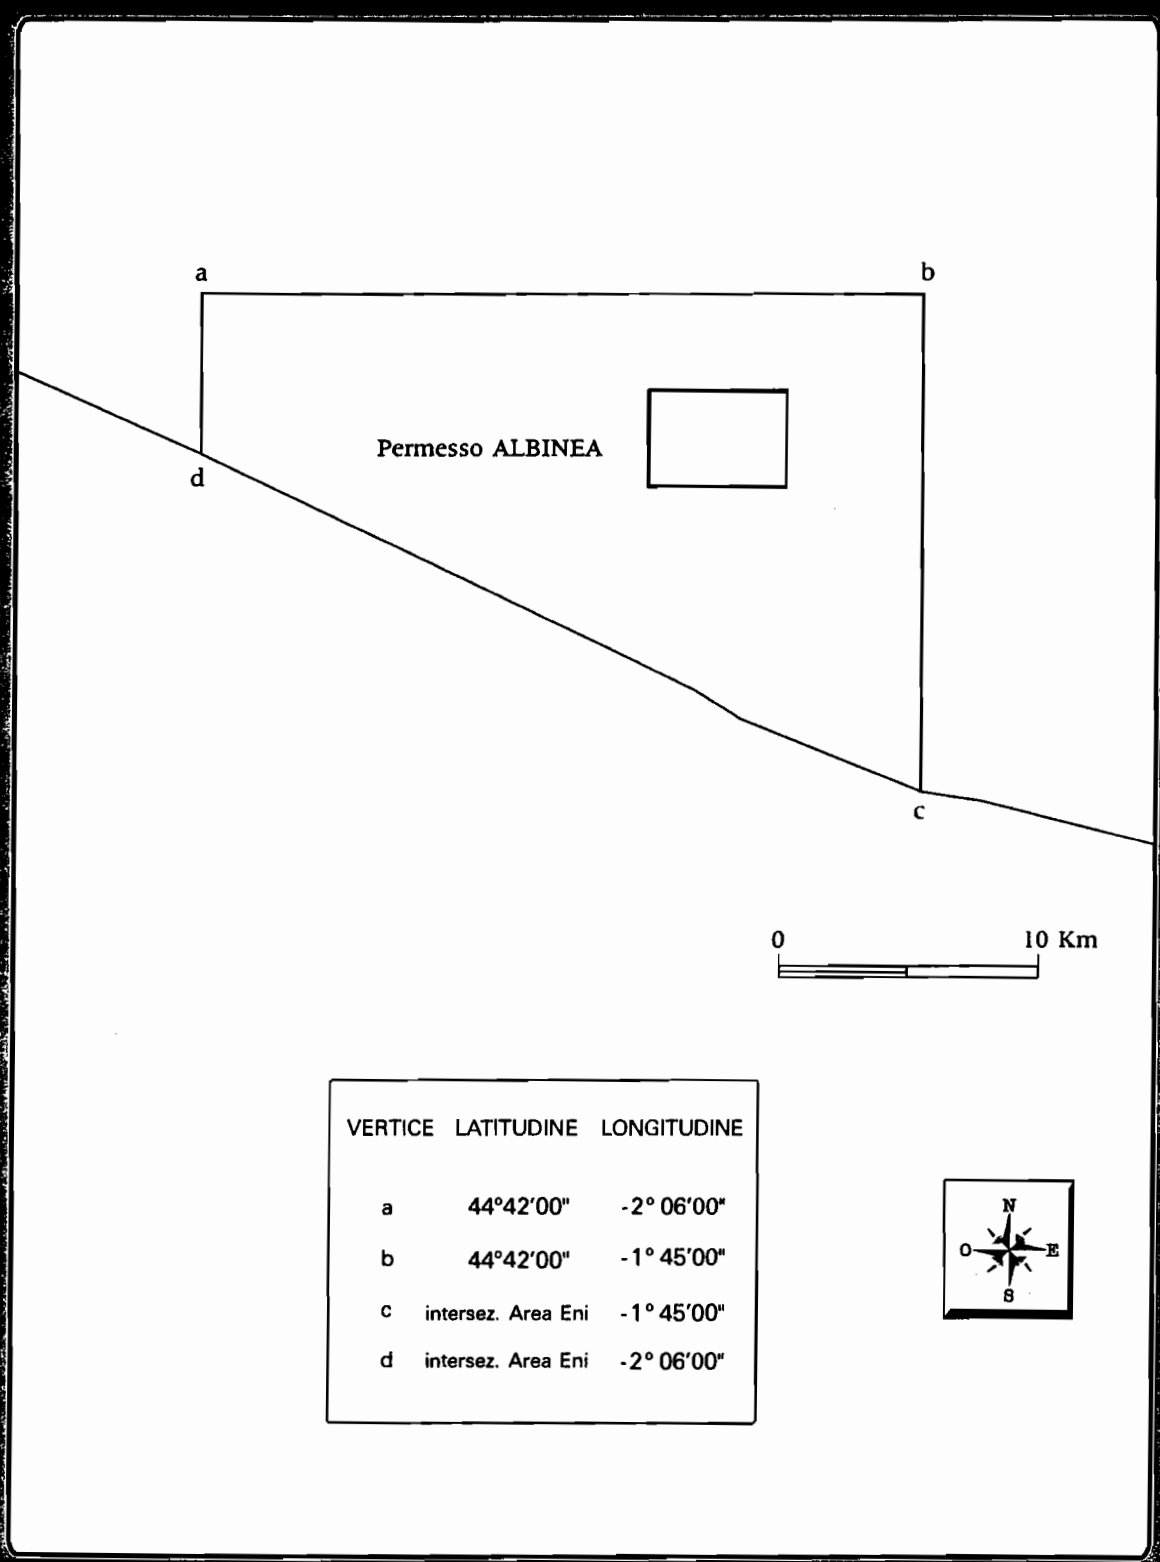 a
b
Permesso ALBINEA
d
c
0 10 Km
VERTICE LATITUDINE LONGITUDINE
a 44°42'00" -2° 06'00"
b 44°42'00" -1° 45'00"
c intersez. Area Eni -1° 45'00"
d intersez. Area Eni -2° 06'00"
N
O E
S